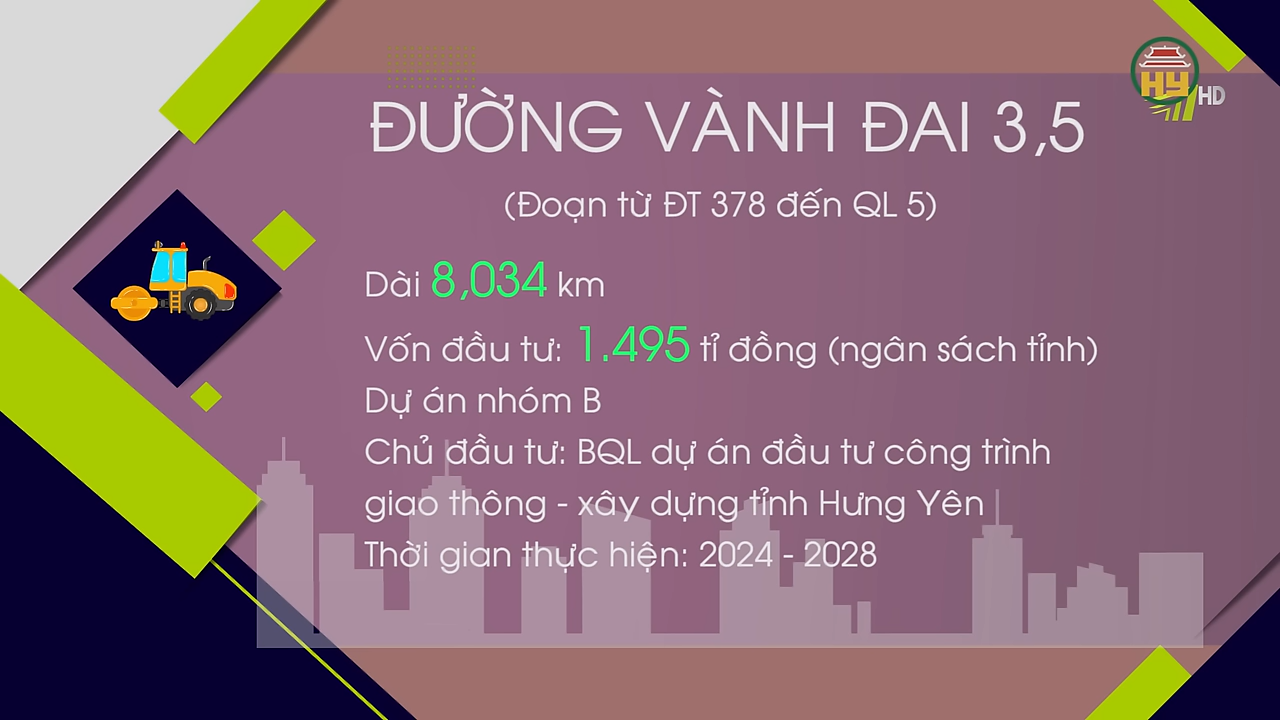 HY HD
ĐƯỜNG VÀNH ĐAI 3,5
(Đoạn từ ĐT 378 đến QL 5)
Dài 8,034 km
Vốn đầu tư: 1.495 tỉ đồng (ngân sách tỉnh)
Dự án nhóm B
Chủ đầu tư: BQL dự án đầu tư công trình
giao thông - xây dựng tỉnh Hưng Yên
Thời gian thực hiện: 2024 - 2028